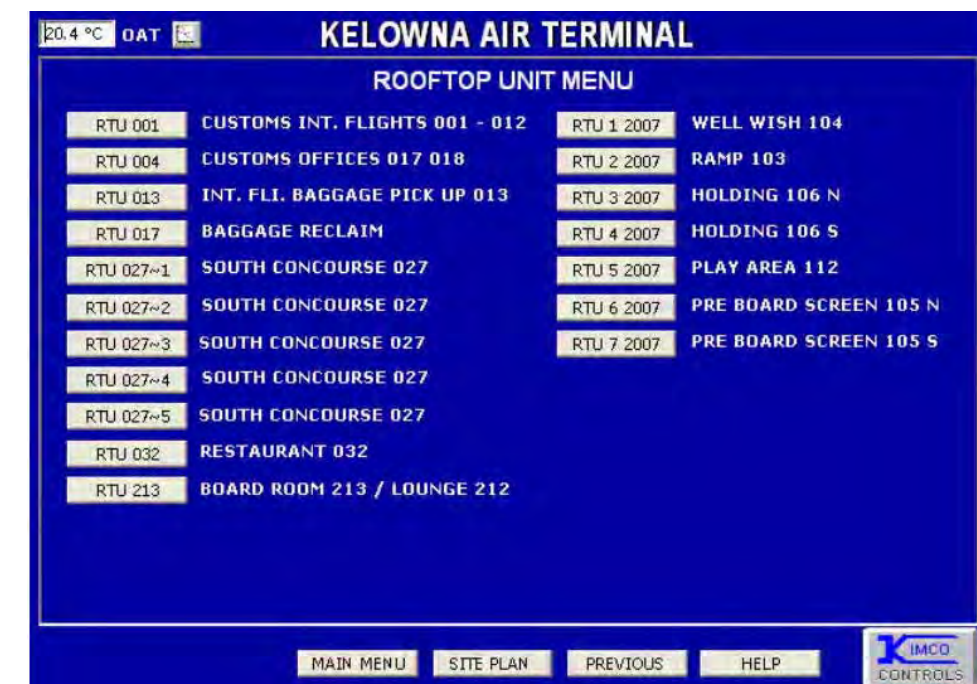 20.4 °C OAT
KELOWNA AIR TERMINAL
ROOFTOP UNIT MENU
RTU 001 CUSTOMS INT. FLIGHTS 001 - 012
RTU 004 CUSTOMS OFFICES 017 018
RTU 013 INT. FLI. BAGGAGE PICK UP 013
RTU 017 BAGGAGE RECLAIM
RTU 027~1 SOUTH CONCOURSE 027
RTU 027~2 SOUTH CONCOURSE 027
RTU 027~3 SOUTH CONCOURSE 027
RTU 027~4 SOUTH CONCOURSE 027
RTU 027~5 SOUTH CONCOURSE 027
RTU 032 RESTAURANT 032
RTU 213 BOARD ROOM 213 / LOUNGE 212
RTU 1 2007 WELL WISH 104
RTU 2 2007 RAMP 103
RTU 3 2007 HOLDING 106 N
RTU 4 2007 HOLDING 106 S
RTU 5 2007 PLAY AREA 112
RTU 6 2007 PRE BOARD SCREEN 105 N
RTU 7 2007 PRE BOARD SCREEN 105 S
MAIN MENU SITE PLAN PREVIOUS HELP
KIMCO
CONTROLS